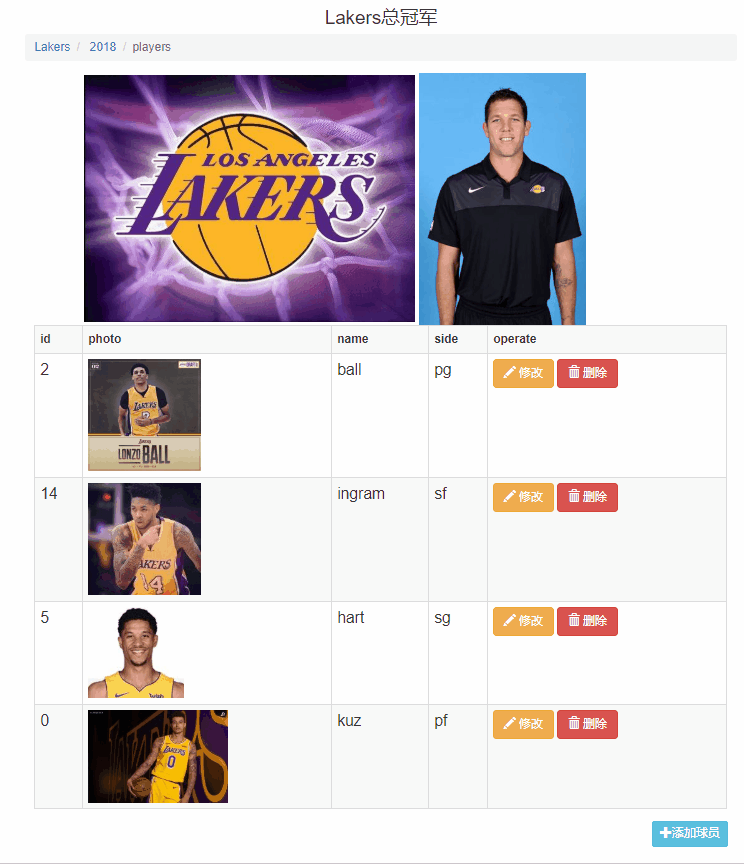 Lakers总冠军
Lakers / 2018 / players
LOS ANGELES
LAKERS
id photo name side operate
2 ball pg 修改 删除
LAKERS
2
LONZO BALL
14 ingram sf 修改 删除
LAKERS
14
5 hart sg 修改 删除
0 kuz pf 修改 删除
LAKERS
0
添加球员